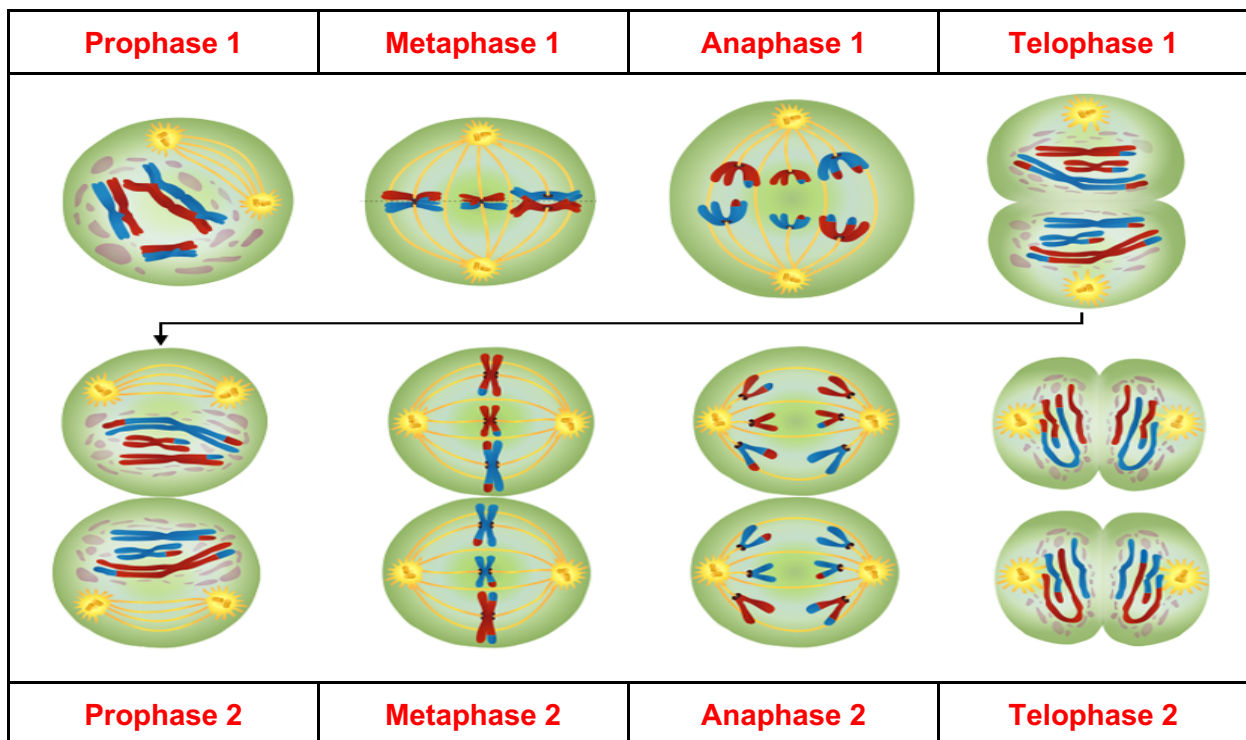 Prophase 1
Metaphase 1
Anaphase 1
Telophase 1
Prophase 2
Metaphase 2
Anaphase 2
Telophase 2